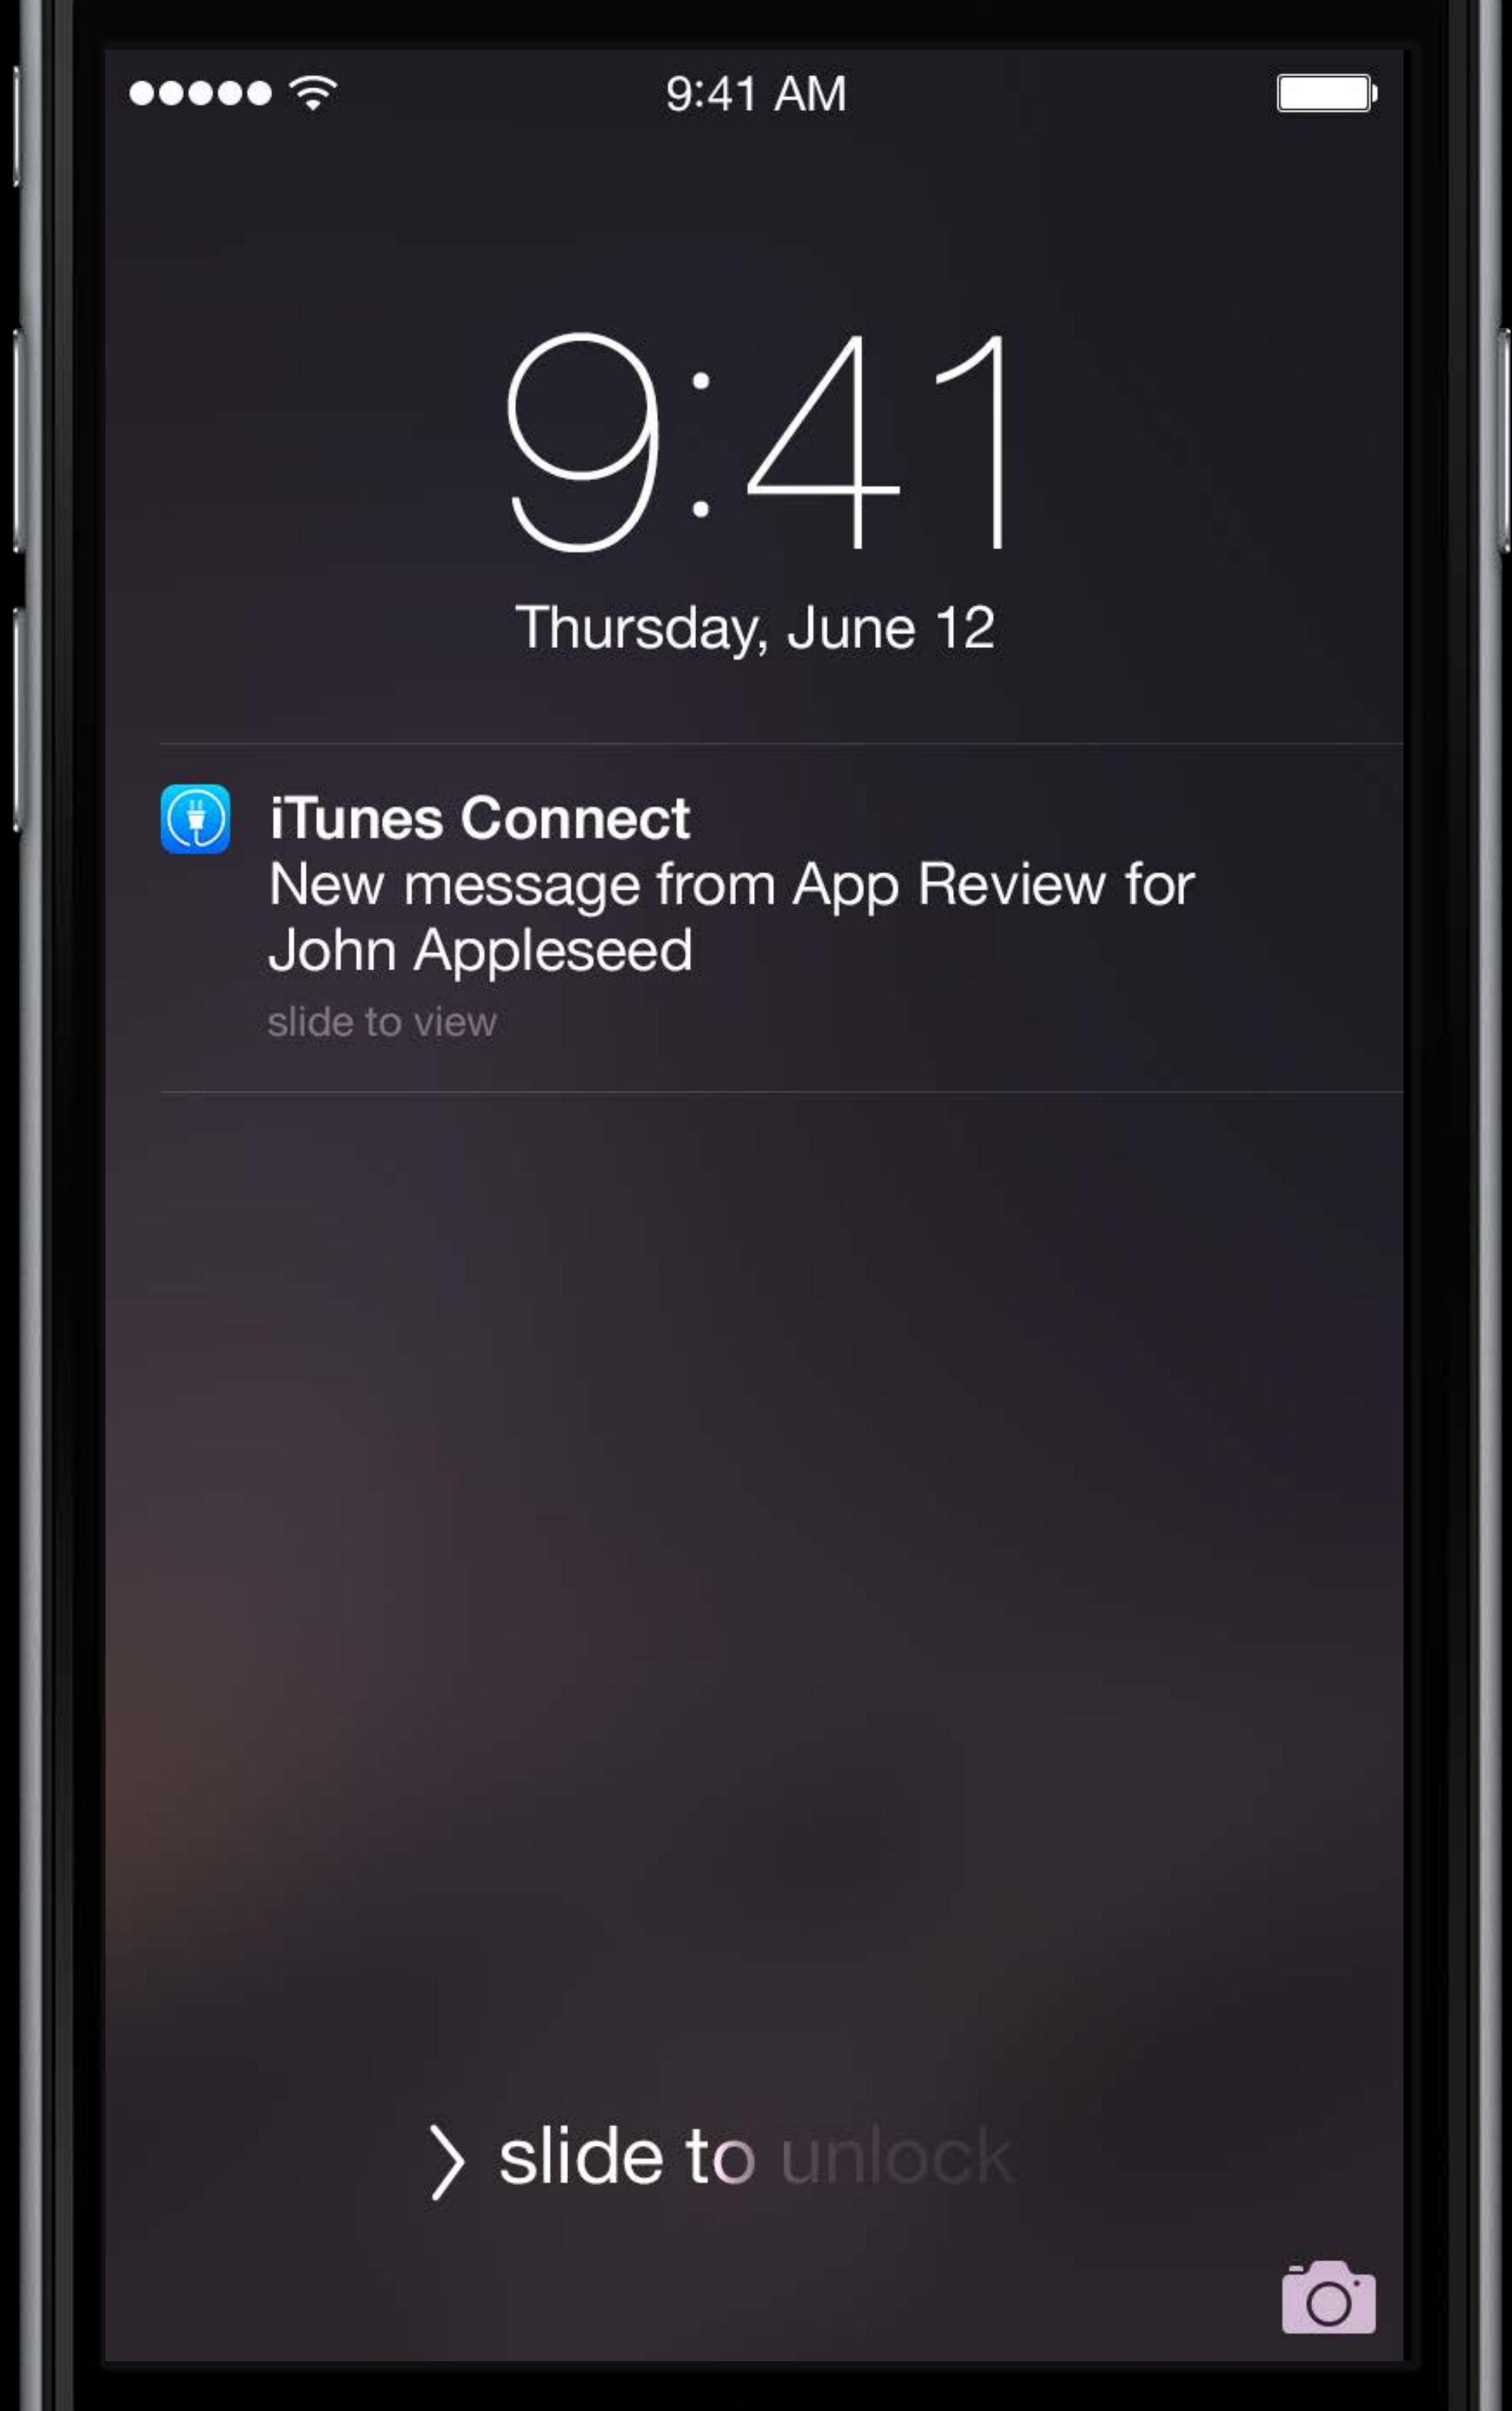 9:41 AM
9:41
Thursday, June 12
iTunes Connect
New message from App Review for
John Appleseed
slide to view
slide to unlock